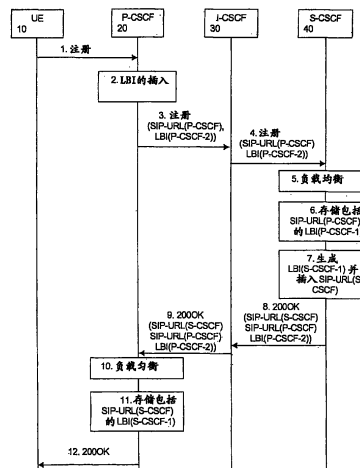 UE
10
P-CSCF
20
I-CSCF
30
S-CSCF
40
1. 注册
2. LBI的插入
3. 注册
(SIP-URL(P-CSCF),
LBI(P-CSCF-2))
4. 注册
(SIP-URL(P-CSCF)
LBI(P-CSCF-2))
5. 负载均衡
6. 存储包括
SIP-URL(P-CSCF)
的LBI(P-CSCF-1
7. 生成
LBI(S-CSCF-1) 并
插入SIP-URL(S
CSCF)
8. 200OK
(SIP-URL(S-CSCF)
SIP-URL(P-CSCF)
LBI(P-CSCF-2))
9. 200OK
(SIP-URL(S-CSCF)
SIP-URL(P-CSCF)
LBI(P-CSCF-2))
10. 负载匀衡
11. 存储包括
SIP-URL(S-CSCF)
的LBI(S-CSCF-1)
12. 200OK